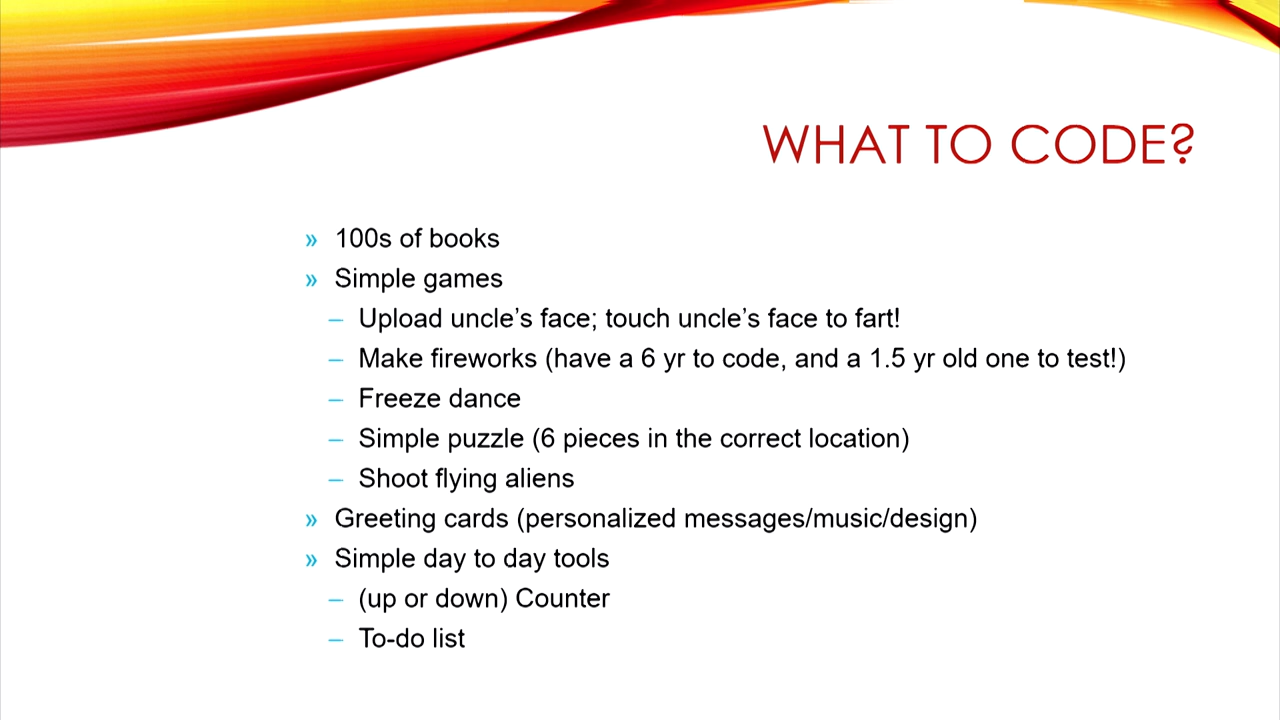 WHAT TO CODE?
» 100s of books
» Simple games
– Upload uncle’s face; touch uncle’s face to fart!
– Make fireworks (have a 6 yr to code, and a 1.5 yr old one to test!)
– Freeze dance
– Simple puzzle (6 pieces in the correct location)
– Shoot flying aliens
» Greeting cards (personalized messages/music/design)
» Simple day to day tools
– (up or down) Counter
– To-do list